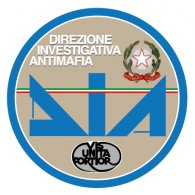 DIREZIONE
INVESTIGATIVA
ANTIMAFIA
DIA
VIS
UNITA
FORTIOR